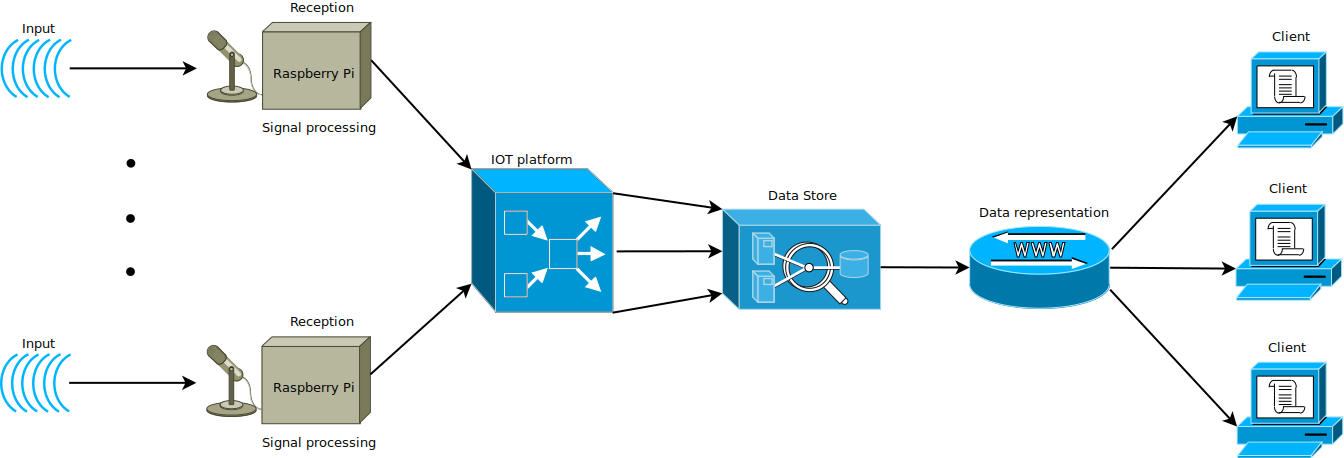 Reception
Input
Raspberry Pi
Signal processing
IOT platform
Data Store
Data representation
WWW
Client
Client
Client
Reception
Input
Raspberry Pi
Signal processing